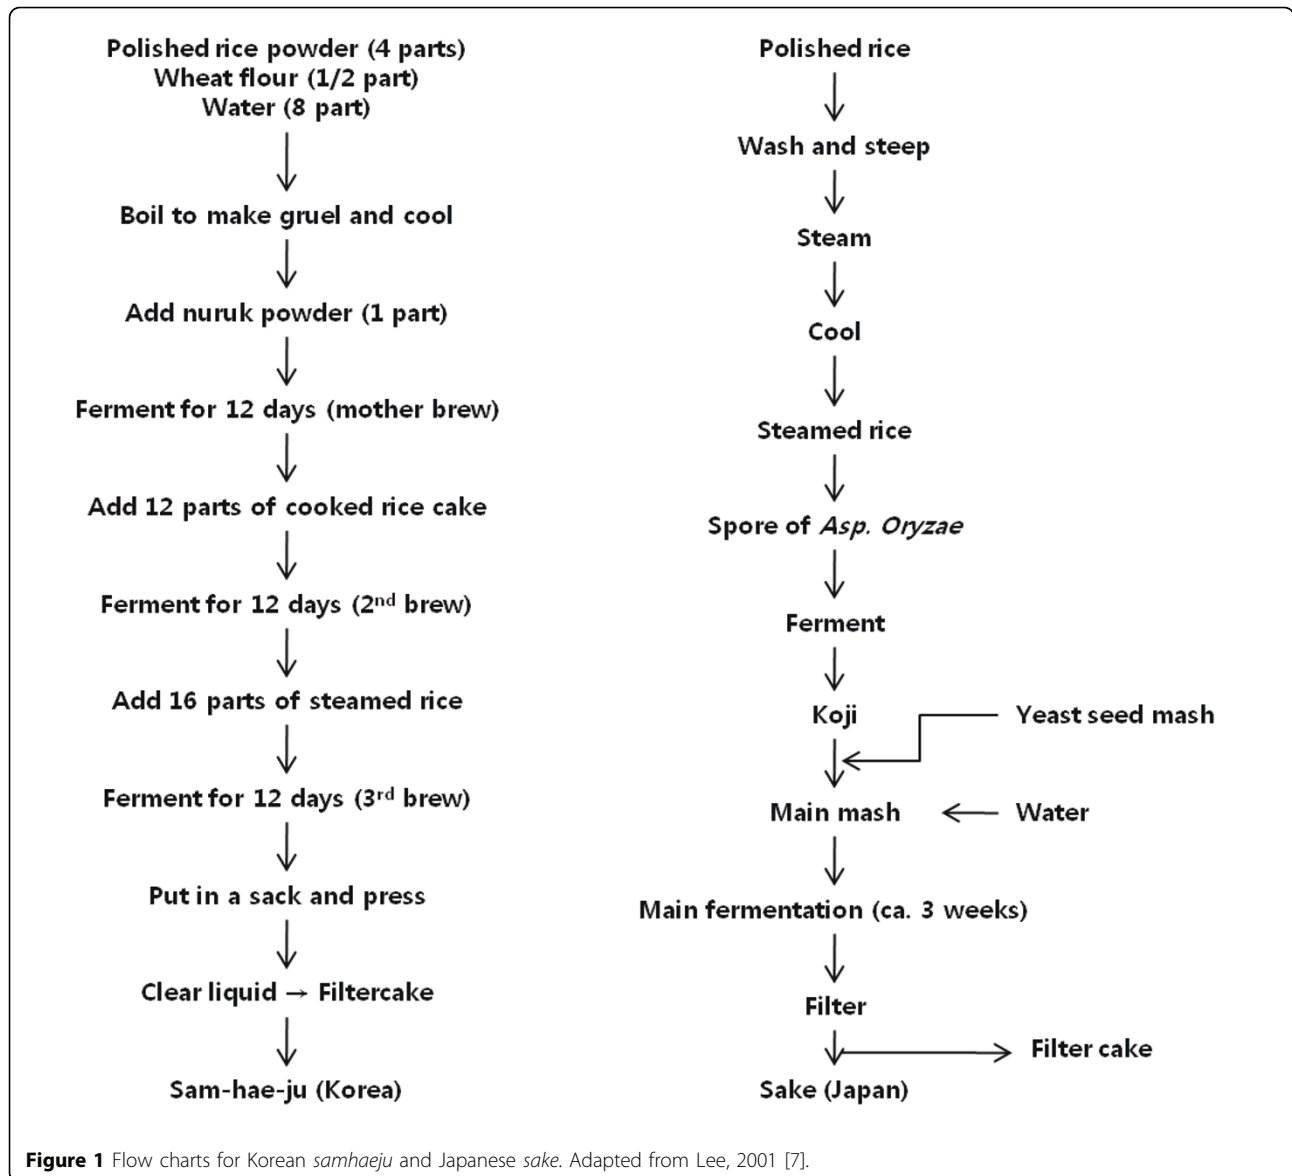 Polished rice powder (4 parts)
Wheat flour (1/2 part)
Water (8 part)
Boil to make gruel and cool
Add nuruk powder (1 part)
Ferment for 12 days (mother brew)
Add 12 parts of cooked rice cake
Ferment for 12 days (2nd brew)
Add 16 parts of steamed rice
Ferment for 12 days (3rd brew)
Put in a sack and press
Clear liquid → Filtercake
Sam-hae-ju (Korea)
Polished rice
Wash and steep
Steam
Cool
Steamed rice
Spore of Asp. Oryzae
Ferment
Koji
Yeast seed mash
Main mash
Water
Main fermentation (ca. 3 weeks)
Filter
Filter cake
Sake (Japan)
Figure 1 Flow charts for Korean samhaeju and Japanese sake. Adapted from Lee, 2001 [7].